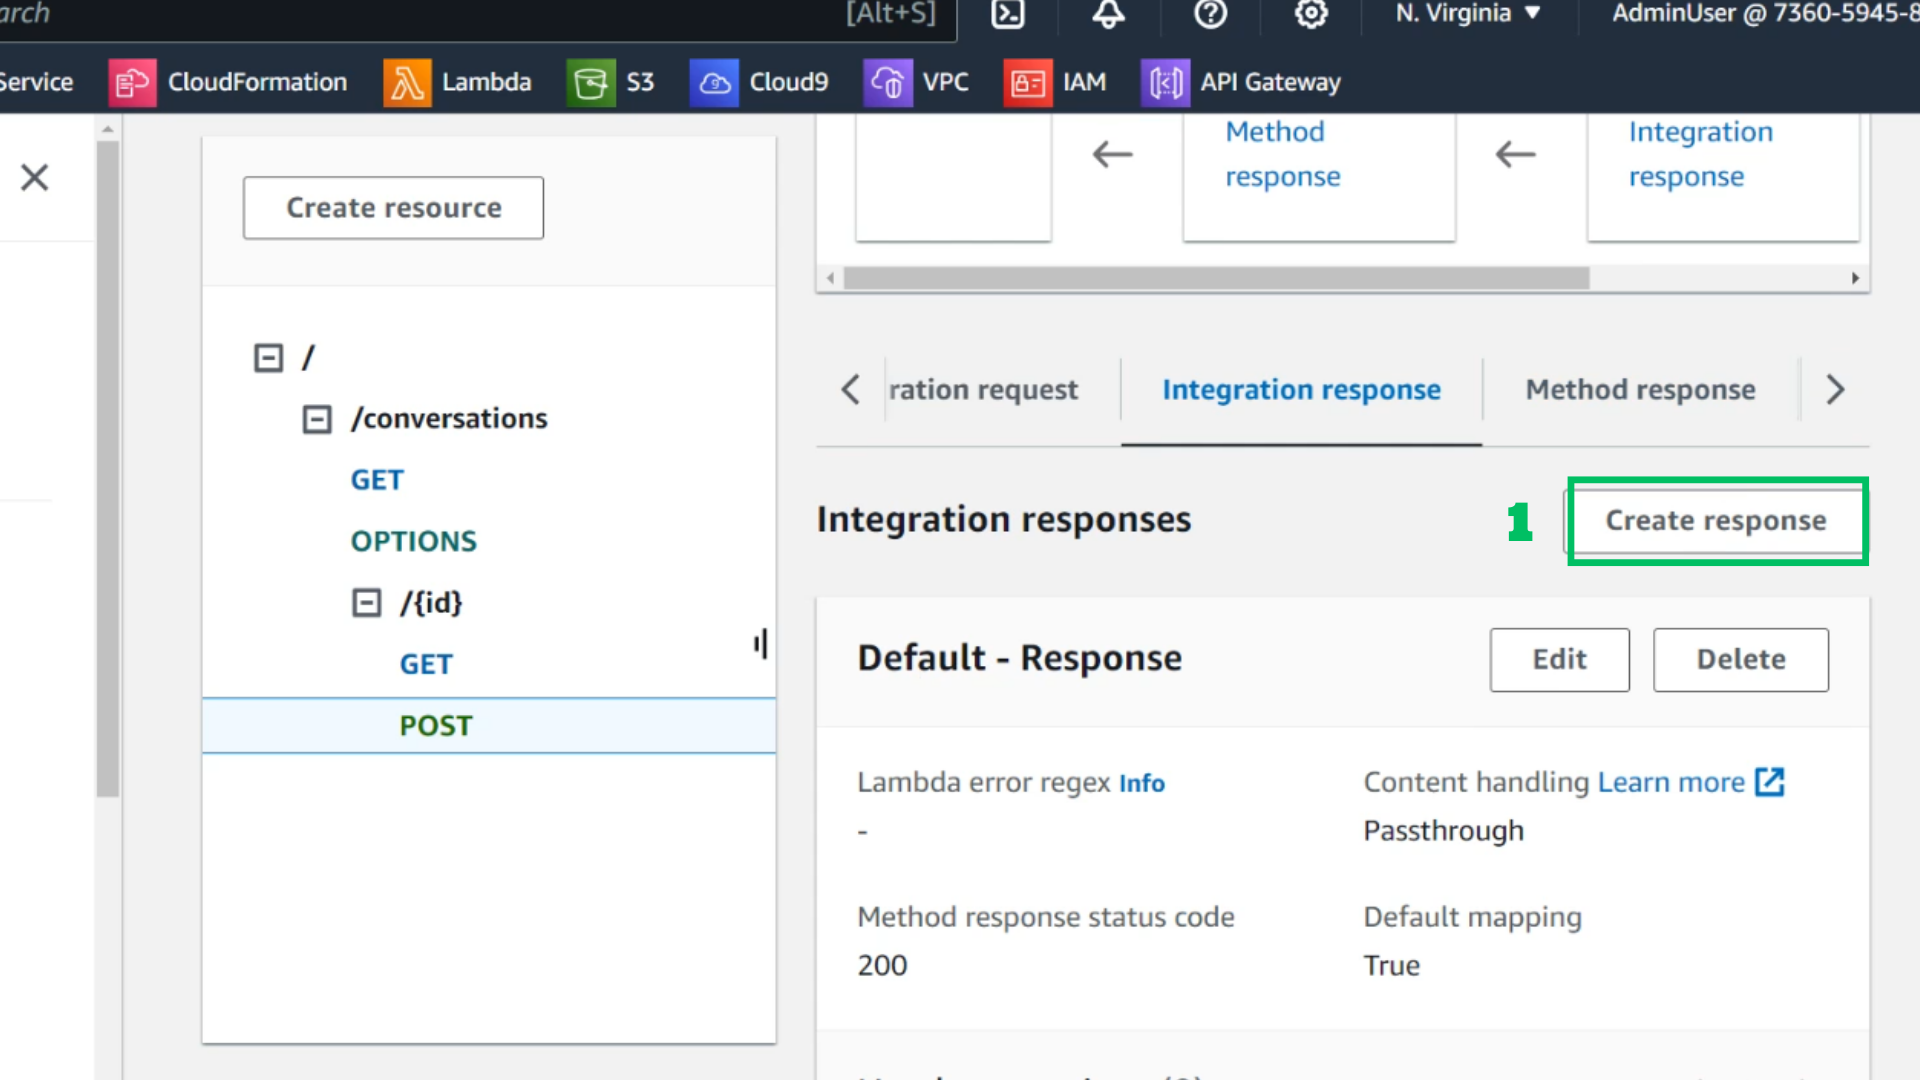 [Alt+S]
N. Virginia ▼
AdminUser @ 7360-5945-8
Service
CloudFormation
Lambda
S3
Cloud9
VPC
IAM
API Gateway
Method
response
Integration
response
Create resource
/
/conversations
GET
OPTIONS
/{id}
GET
POST
ration request
Integration response
Method response
Integration responses
1
Create response
Default - Response
Edit
Delete
Lambda error regex Info
-
Content handling Learn more
Passthrough
Method response status code
200
Default mapping
True